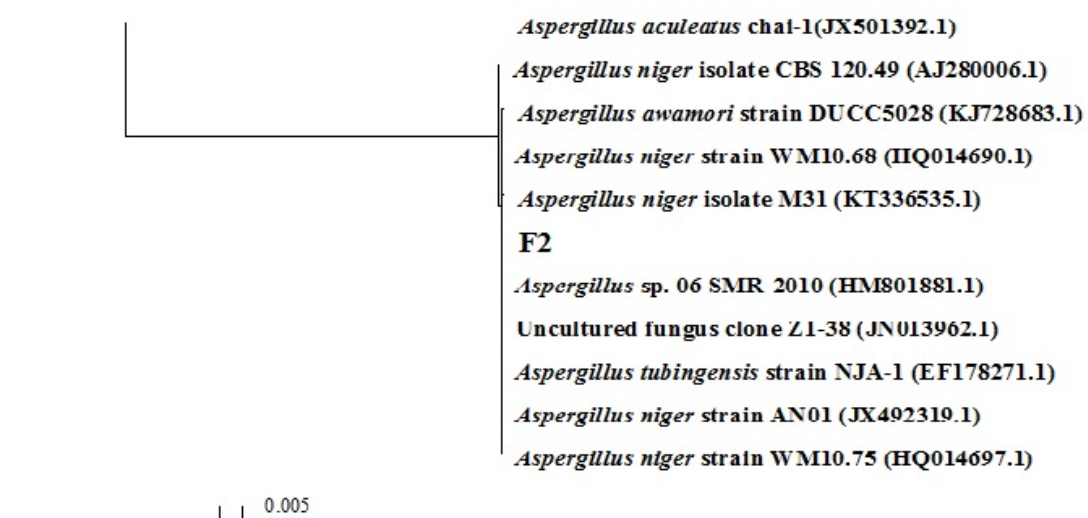 Aspergillus aculeatus chai-1(JX501392.1)
Aspergillus niger isolate CBS 120.49 (AJ280006.1)
Aspergillus awamori strain DUCC5028 (KJ728683.1)
Aspergillus niger strain WM10.68 (HQ014690.1)
Aspergillus niger isolate M31 (KT336535.1)
F2
Aspergillus sp. 06 SMR 2010 (HM801881.1)
Uncultured fungus clone Z1-38 (JN013962.1)
Aspergillus tubingensis strain NJA-1 (EF178271.1)
Aspergillus niger strain AN01 (JX492319.1)
Aspergillus niger strain WM10.75 (HQ014697.1)
0.005